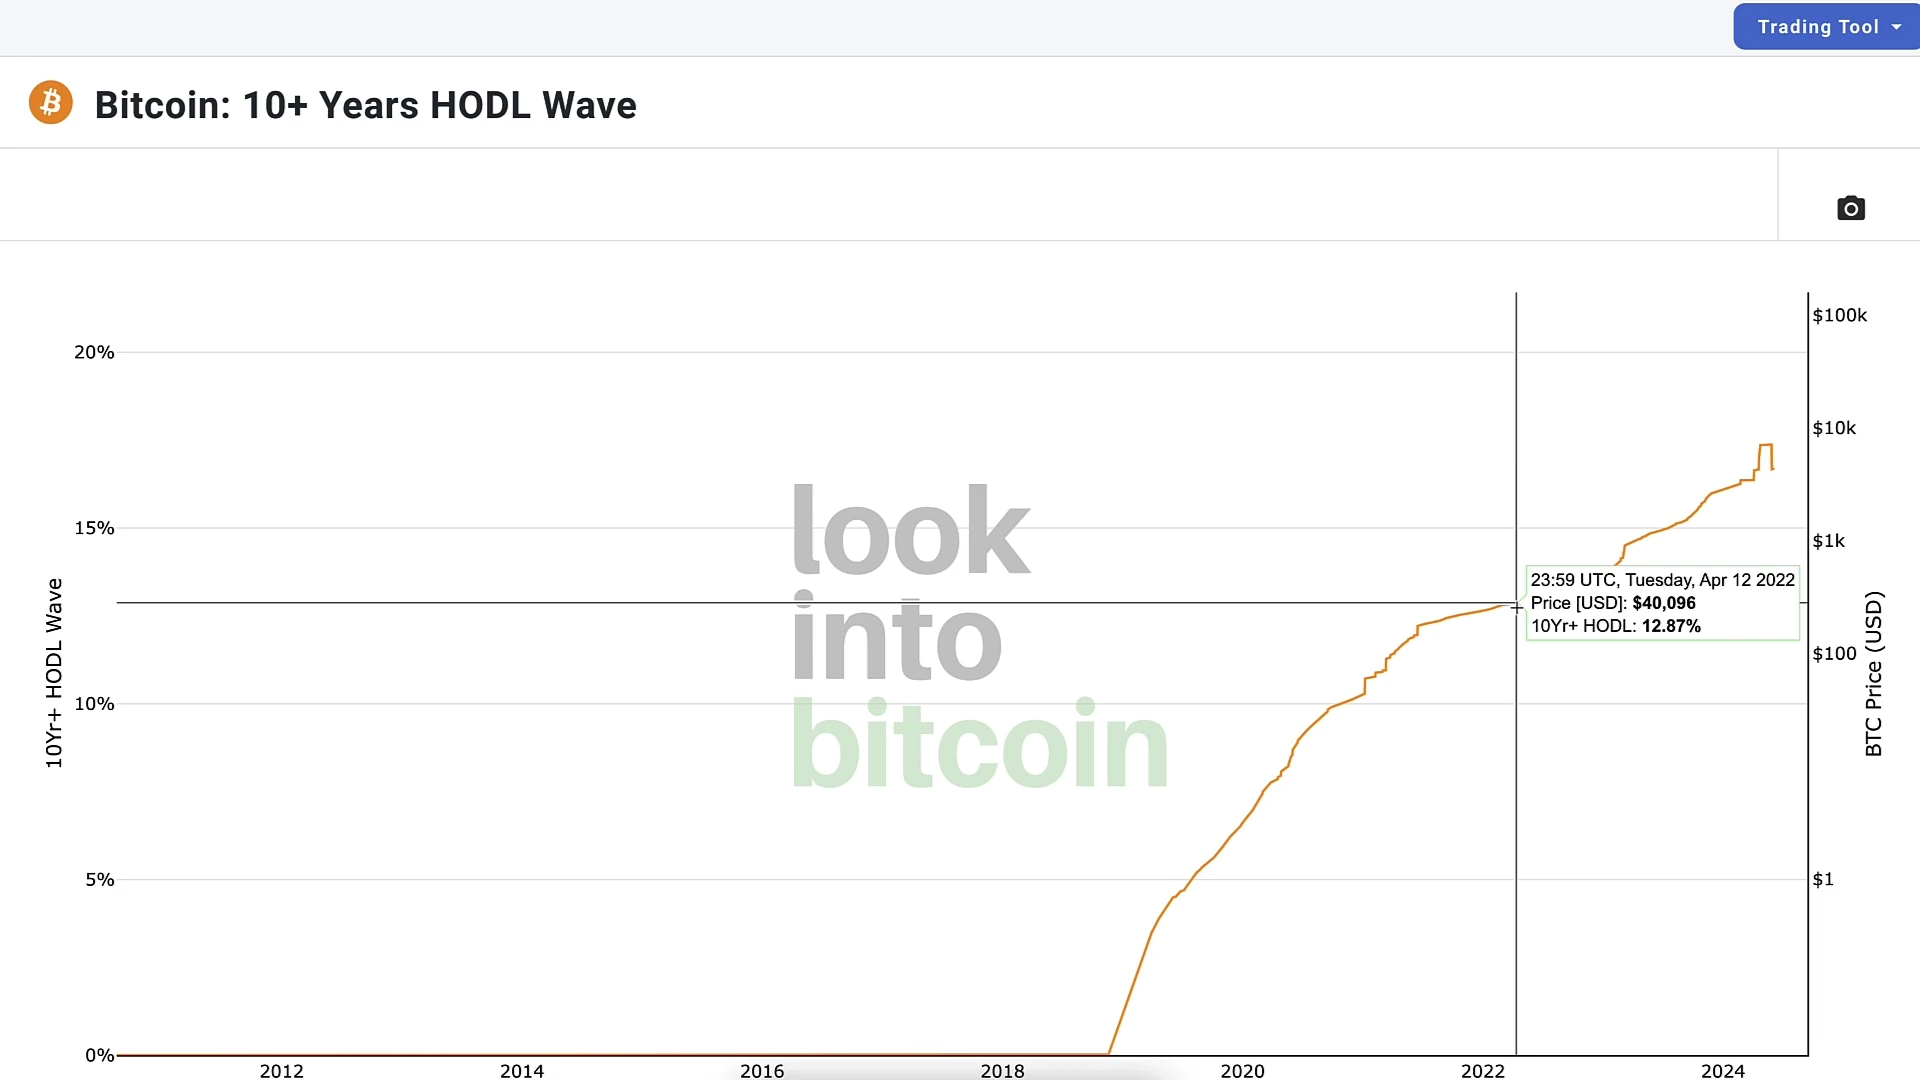 Trading Tool
Bitcoin: 10+ Years HODL Wave
$100k
20%
$10k
15%
$1k
look
into
bitcoin
23:59 UTC, Tuesday, Apr 12 2022
Price [USD]: $40,096
10Yr+ HODL: 12.87%
10Yr+ HODL Wave
BTC Price (USD)
$100
10%
5%
$1
0%
2012
2014
2016
2018
2020
2022
2024